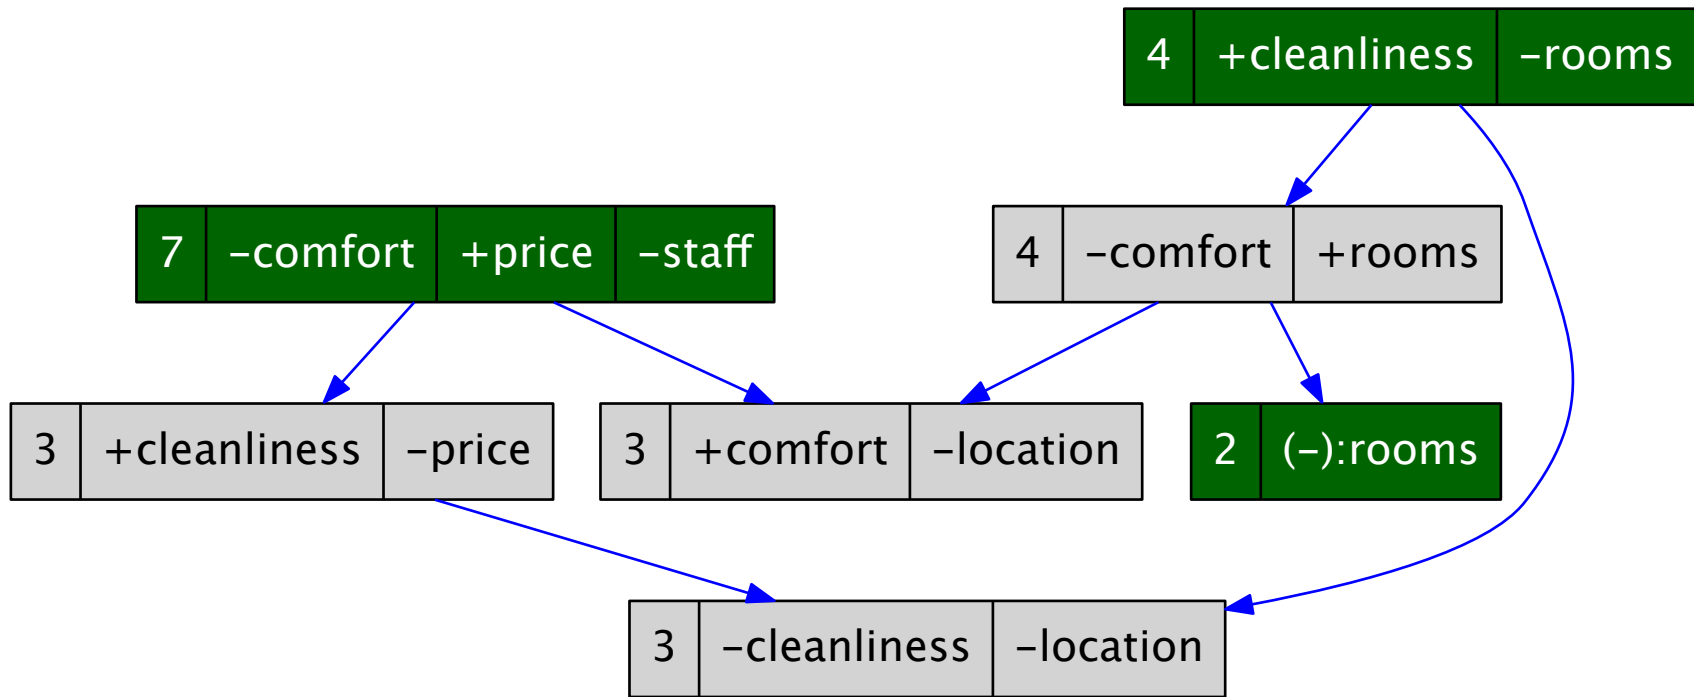 4 +cleanliness –rooms
7 –comfort +price –staff
4 –comfort +rooms
3 +cleanliness –price
3 +comfort –location
2 (–):rooms
3 –cleanliness –location